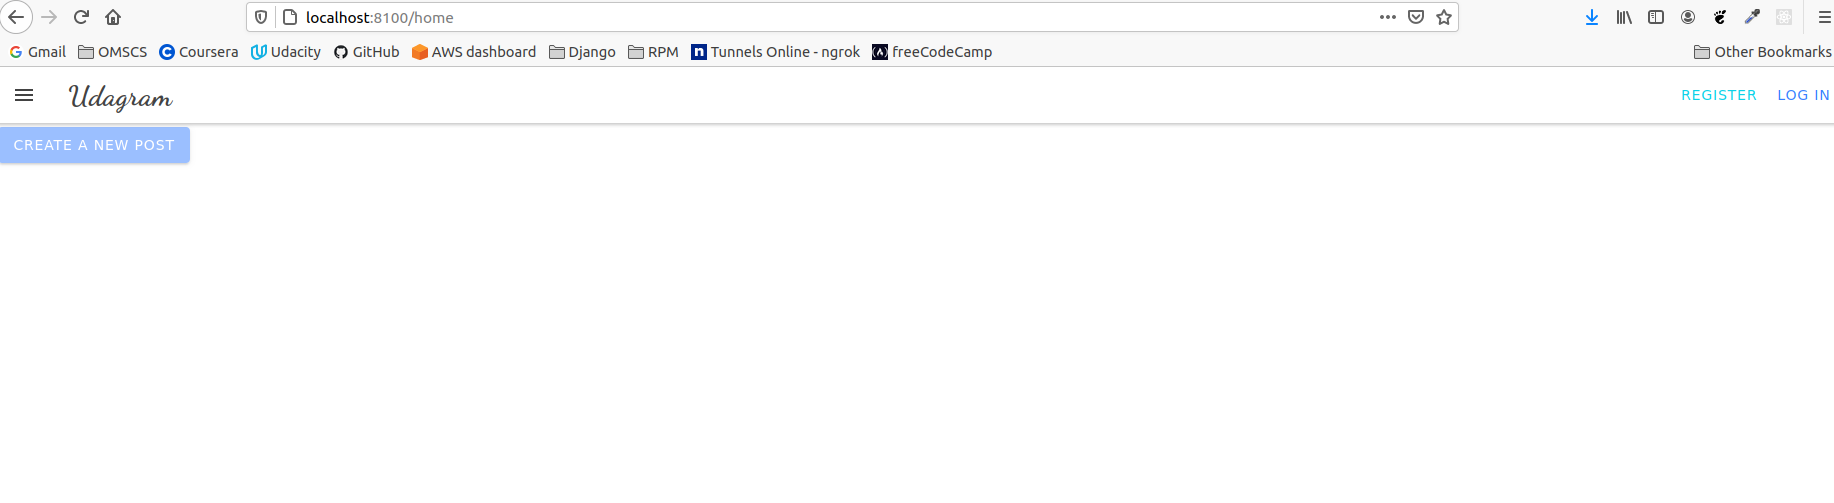 localhost:8100/home
Gmail OMSCS Coursera Udacity GitHub AWS dashboard Django RPM n Tunnels Online - ngrok freeCodeCamp Other Bookmarks
Udagram REGISTER LOG IN
CREATE A NEW POST